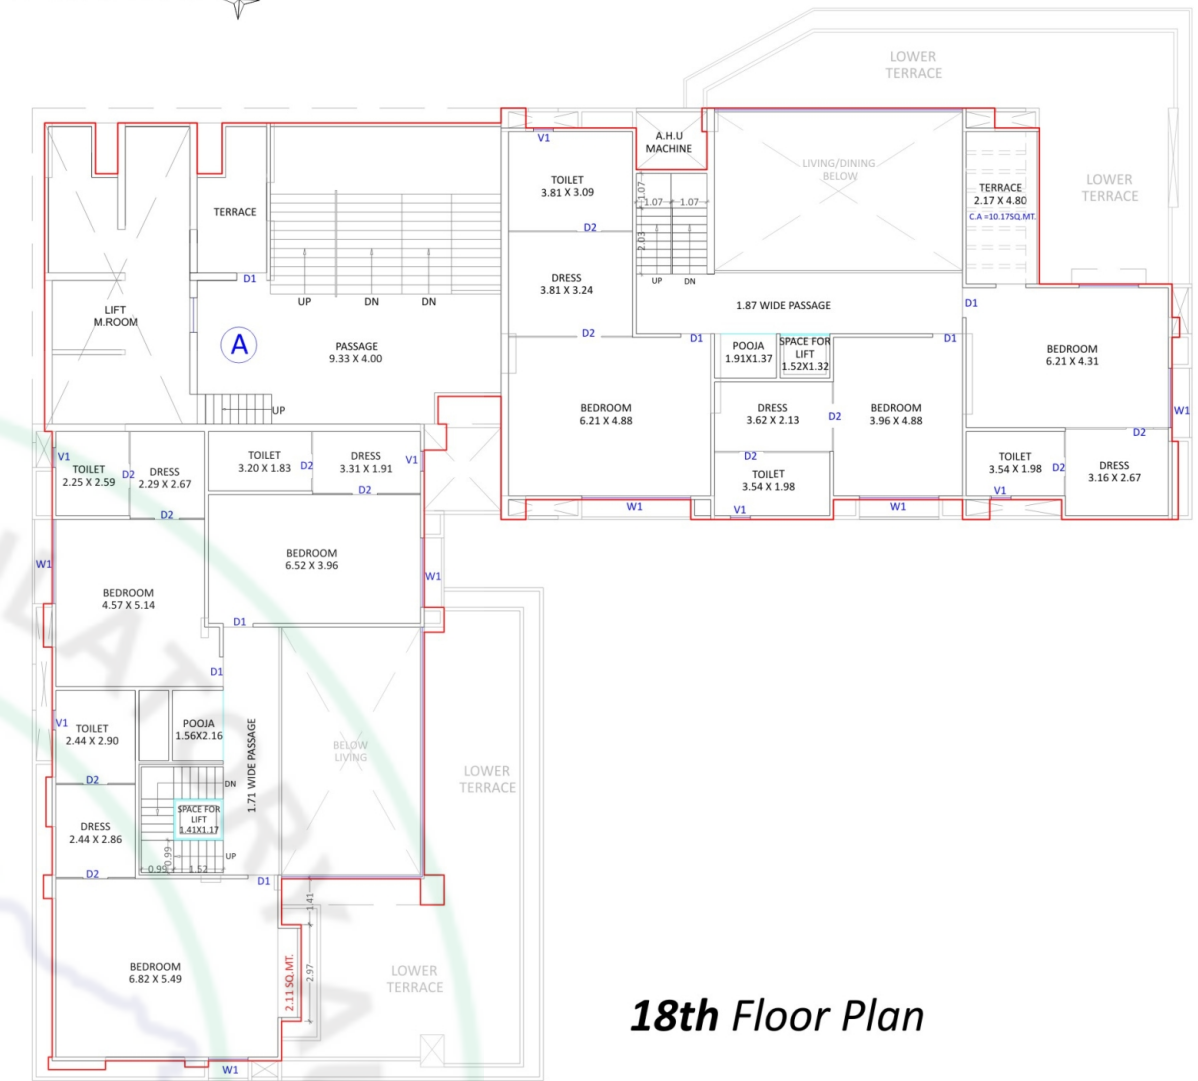 LOWER
TERRACE
A.H.U
MACHINE
V1
TOILET
3.81 X 3.09
D2
DRESS
3.81 X 3.24
D2
1.07
1.07
1.07
2.03
UP
DN
LIVING/DINING
BELOW
TERRACE
2.17 X 4.80
C.A =10.17SQ.MT.
LOWER
TERRACE
TERRACE
D1
UP
DN
DN
LIFT
M.ROOM
A
PASSAGE
9.33 X 4.00
UP
1.87 WIDE PASSAGE
D1
D1
D1
POOJA
1.91X1.37
SPACE FOR
LIFT
1.52X1.32
BEDROOM
6.21 X 4.31
W1
BEDROOM
6.21 X 4.88
DRESS
3.62 X 2.13
D2
BEDROOM
3.96 X 4.88
D2
D2
TOILET
3.54 X 1.98
V1
TOILET
3.54 X 1.98
D2
V1
DRESS
3.16 X 2.67
W1
W1
V1
TOILET
2.25 X 2.59
D2
DRESS
2.29 X 2.67
D2
TOILET
3.20 X 1.83
D2
DRESS
3.31 X 1.91
V1
D2
W1
BEDROOM
4.57 X 5.14
BEDROOM
6.52 X 3.96
W1
D1
D1
V1
TOILET
2.44 X 2.90
POOJA
1.56X2.16
1.71 WIDE PASSAGE
BELOW
LIVING
LOWER
TERRACE
D2
DN
SPACE FOR
LIFT
1.41X1.17
DRESS
2.44 X 2.86
UP
0.99
0.99
1.52
D2
D1
1.41
BEDROOM
6.82 X 5.49
2.11 SQ.MT.
2.97
LOWER
TERRACE
W1
18th Floor Plan